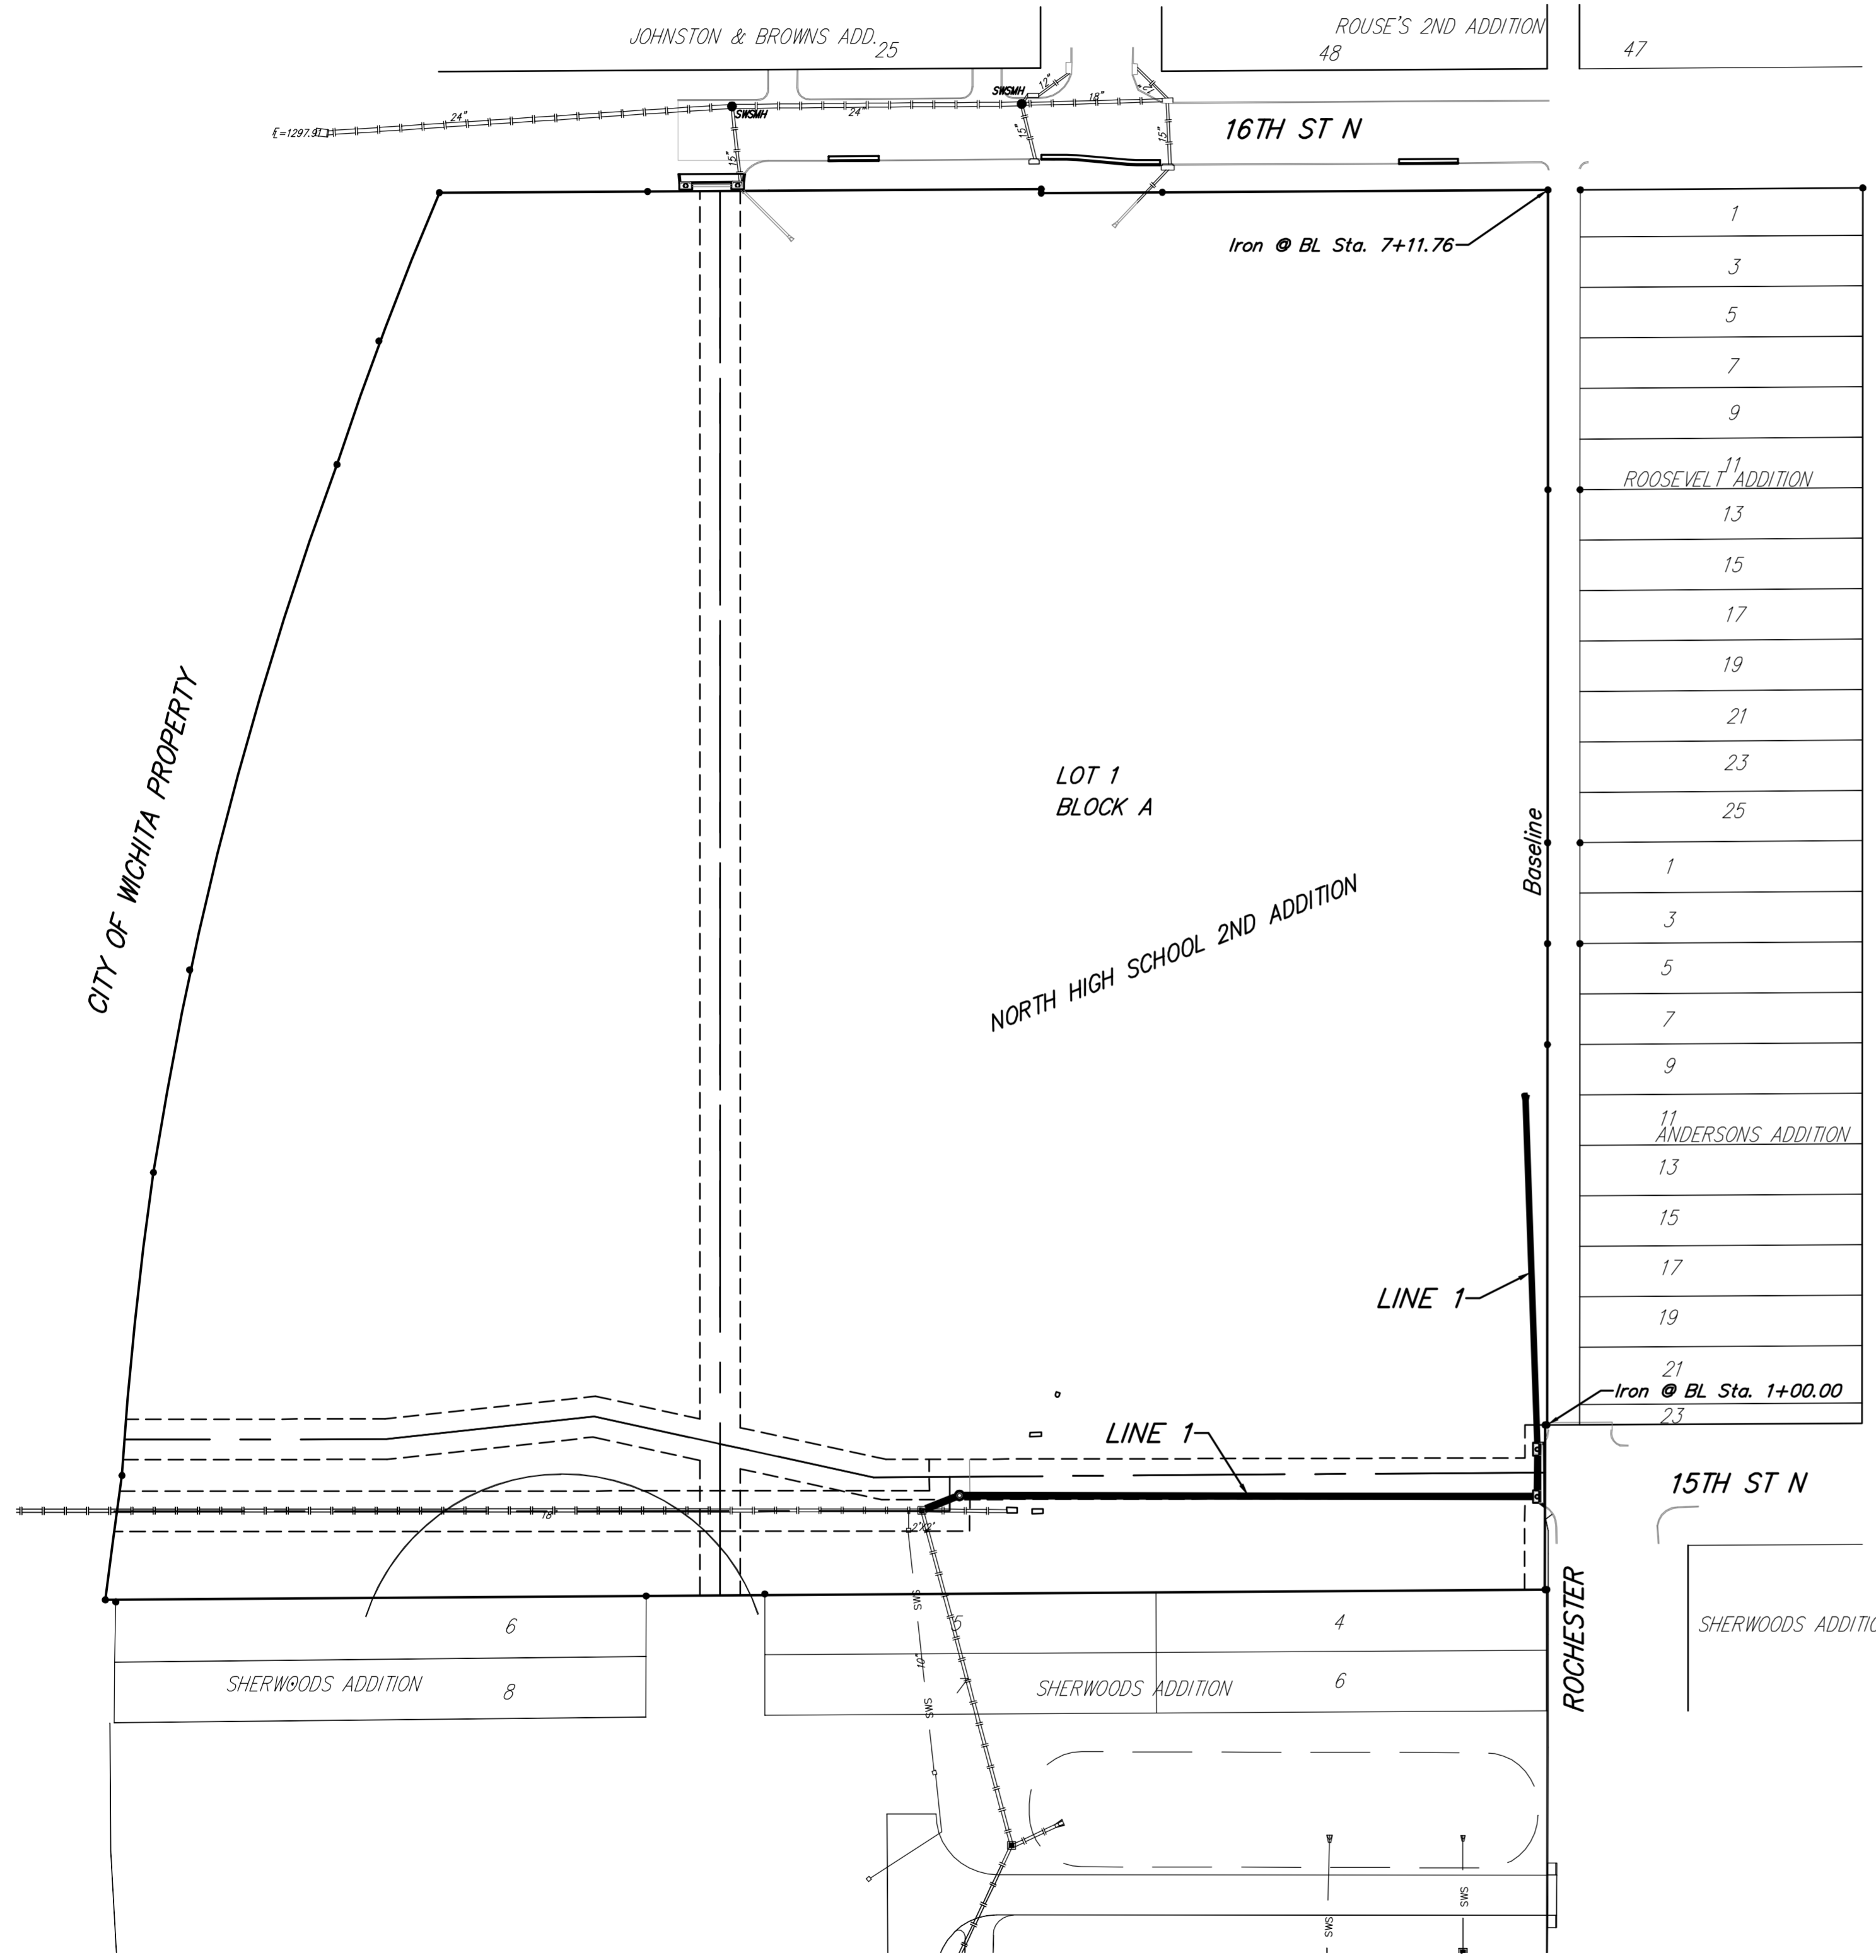 JOHNSTON & BROWNS ADD.
25
ROUSE'S 2ND ADDITION
48
47
SWSMH
12"
12"
18"
24"
SWSMH
24"
15"
15"
15"
16TH ST N
Iron @ BL Sta. 7+11.76
1
3
5
7
9
11
ROOSEVELT ADDITION
13
15
17
19
21
23
25
CITY OF WICHITA PROPERTY
LOT 1
BLOCK A
Baseline
NORTH HIGH SCHOOL 2ND ADDITION
1
3
5
7
9
11
ANDERSONS ADDITION
13
15
17
19
21
23
LINE 1
Iron @ BL Sta. 1+00.00
LINE 1
15TH ST N
ROCHESTER
SWS
6
5
4
SHERWOODS ADDITION
8
10"
7
SHERWOODS ADDITION
6
SHERWOODS ADDITIO
SWS
SWS
SWS